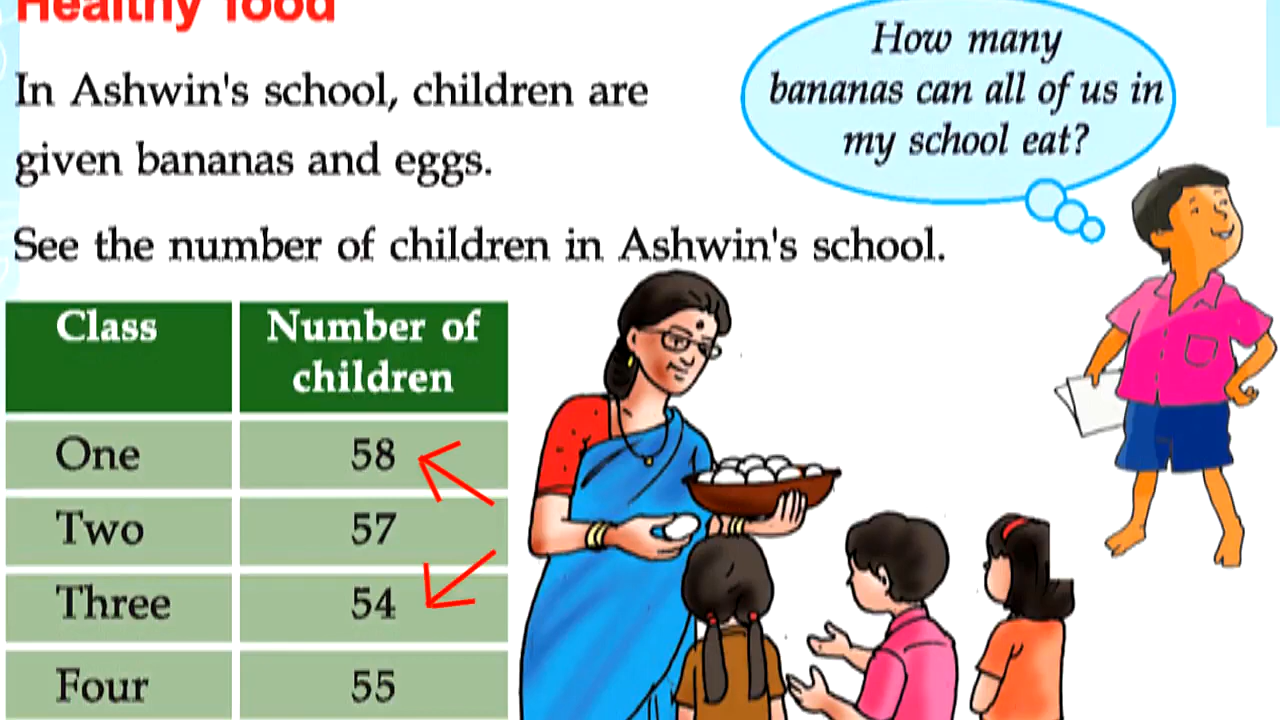 Healthy food
How many
bananas can all of us in
my school eat?
In Ashwin's school, children are
given bananas and eggs.
See the number of children in Ashwin's school.
Class Number of
children
One 58
Two 57
Three 54
Four 55